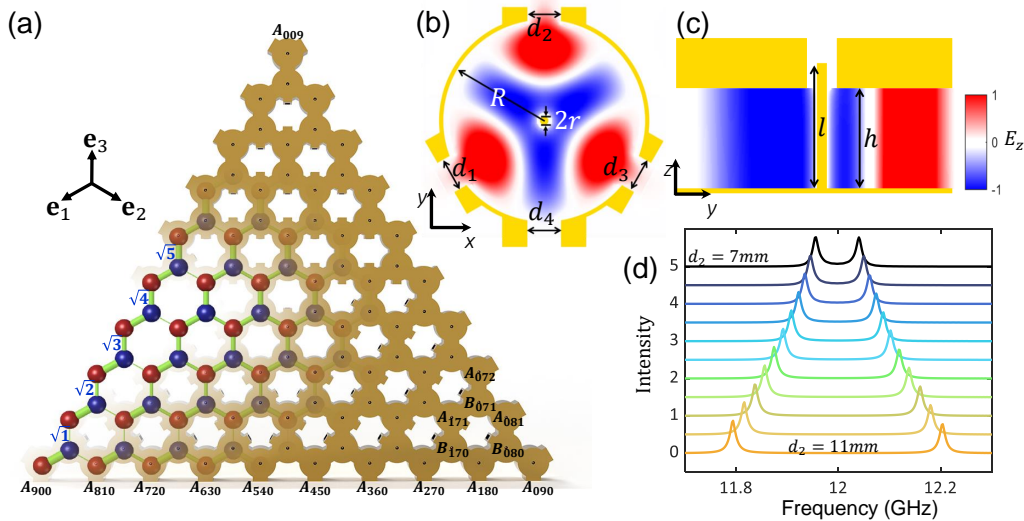 (a)
A₀₀₉
e₃
e₁
e₂
√5
√4
√3
√2
√1
A₀₇₂
B₀₇₁
A₁₇₁
A₀₈₁
B₁₇₀
B₀₈₀
A₉₀₀
A₈₁₀
A₇₂₀
A₆₃₀
A₅₄₀
A₄₅₀
A₃₆₀
A₂₇₀
A₁₈₀
A₀₉₀
(b)
d₂
R
2r
d₁
d₃
d₄
y
x
(c)
l
h
z
y
1
0
-1
E_z
(d)
d₂ = 7mm
5
4
3
2
1
0
Intensity
d₂ = 11mm
11.8
12
12.2
Frequency (GHz)